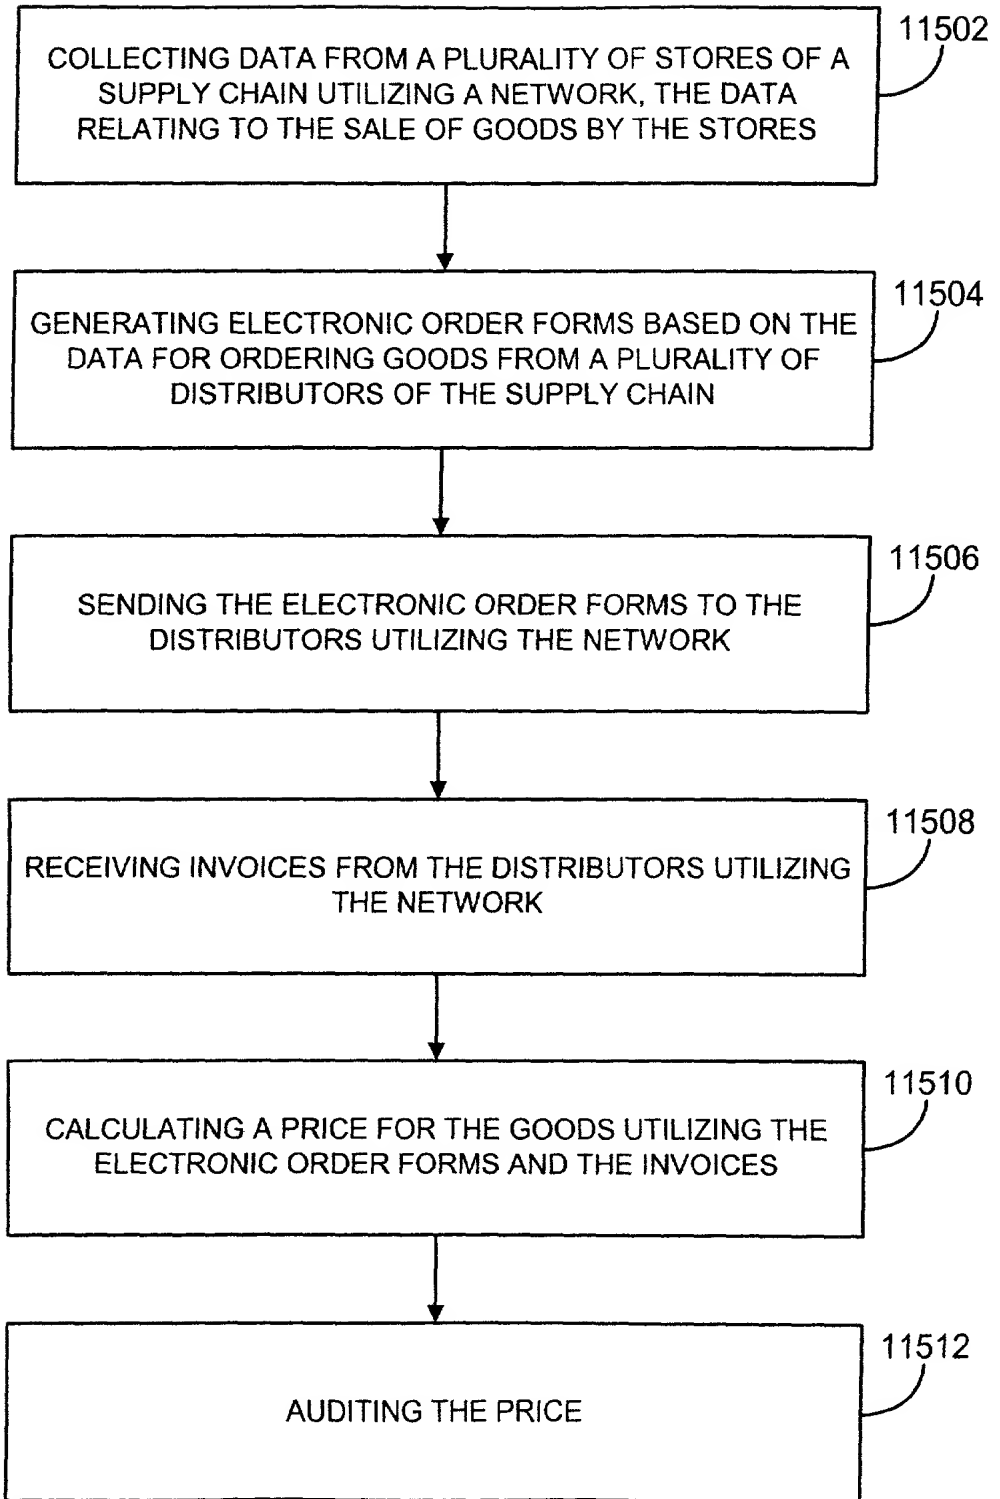 11502
COLLECTING DATA FROM A PLURALITY OF STORES OF A
SUPPLY CHAIN UTILIZING A NETWORK, THE DATA
RELATING TO THE SALE OF GOODS BY THE STORES
11504
GENERATING ELECTRONIC ORDER FORMS BASED ON THE
DATA FOR ORDERING GOODS FROM A PLURALITY OF
DISTRIBUTORS OF THE SUPPLY CHAIN
11506
SENDING THE ELECTRONIC ORDER FORMS TO THE
DISTRIBUTORS UTILIZING THE NETWORK
11508
RECEIVING INVOICES FROM THE DISTRIBUTORS UTILIZING
THE NETWORK
11510
CALCULATING A PRICE FOR THE GOODS UTILIZING THE
ELECTRONIC ORDER FORMS AND THE INVOICES
11512
AUDITING THE PRICE